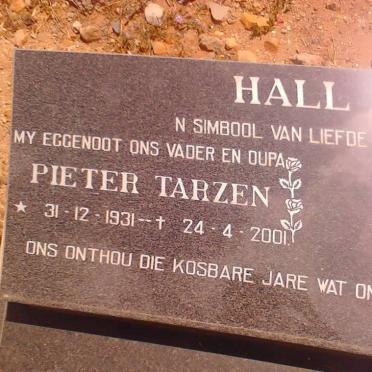 HALL
N SIMBOOL VAN LIEFDE
MY EGGENOOT ONS VADER EN OUPA
PIETER TARZEN
★ 31-12-1931--† 24-4-2001
ONS ONTHOU DIE KOSBARE JARE WAT ON